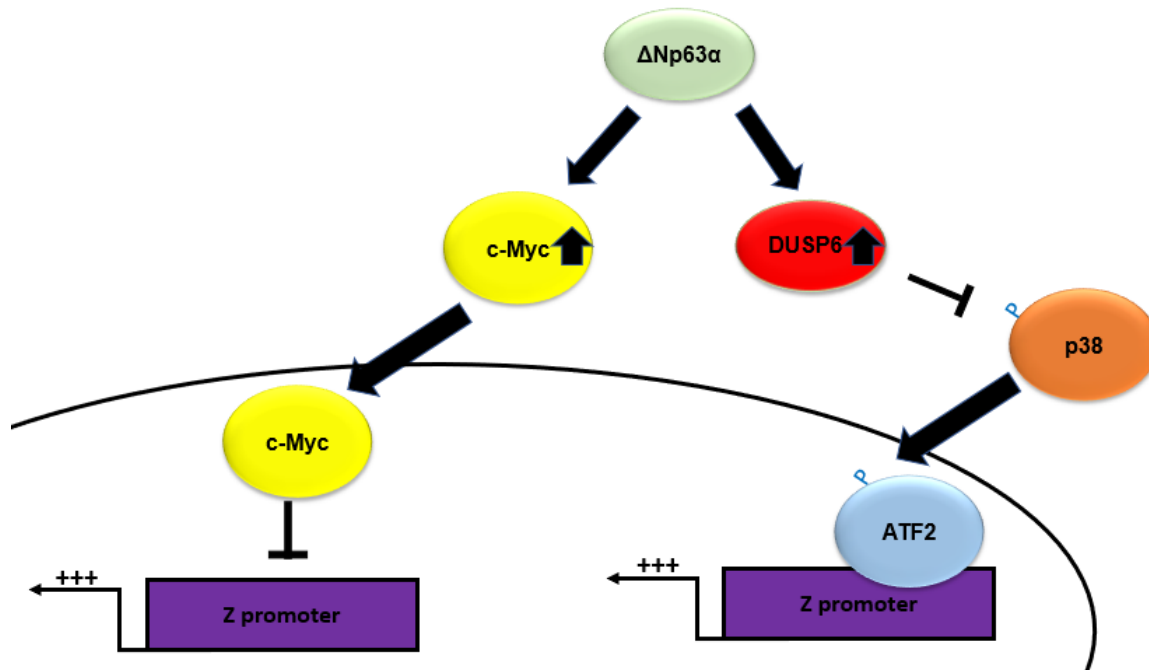 ΔNp63α
c-Myc
DUSP6
P
p38
c-Myc
P
ATF2
+++
Z promoter
+++
Z promoter